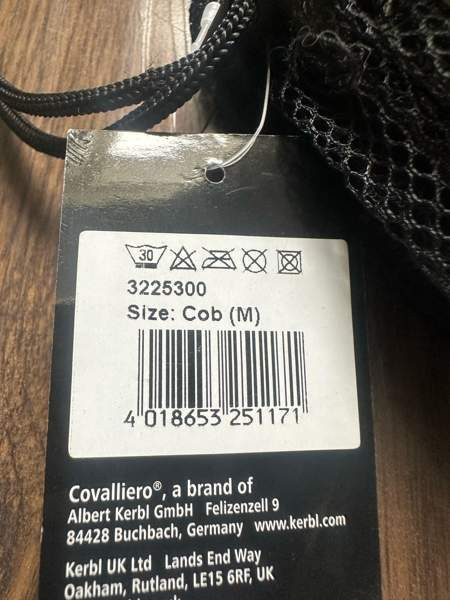 30
3225300
Size: Cob (M)
4 018653 251171
Covalliero®, a brand of
Albert Kerbl GmbH Felizenzell 9
84428 Buchbach, Germany www.kerbl.com
Kerbl UK Ltd Lands End Way
Oakham, Rutland, LE15 6RF, UK